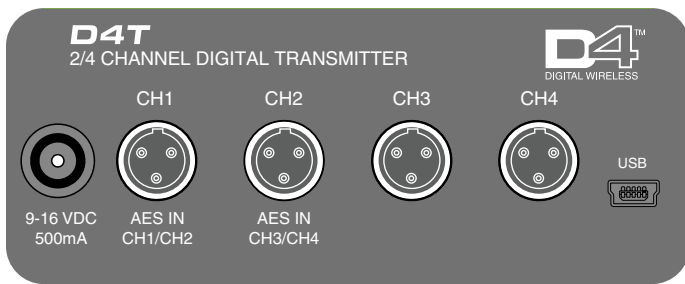 D4T
2/4 CHANNEL DIGITAL TRANSMITTER
D4™
DIGITAL WIRELESS
CH1 CH2 CH3 CH4
USB
9-16 VDC
500mA
AES IN
CH1/CH2
AES IN
CH3/CH4